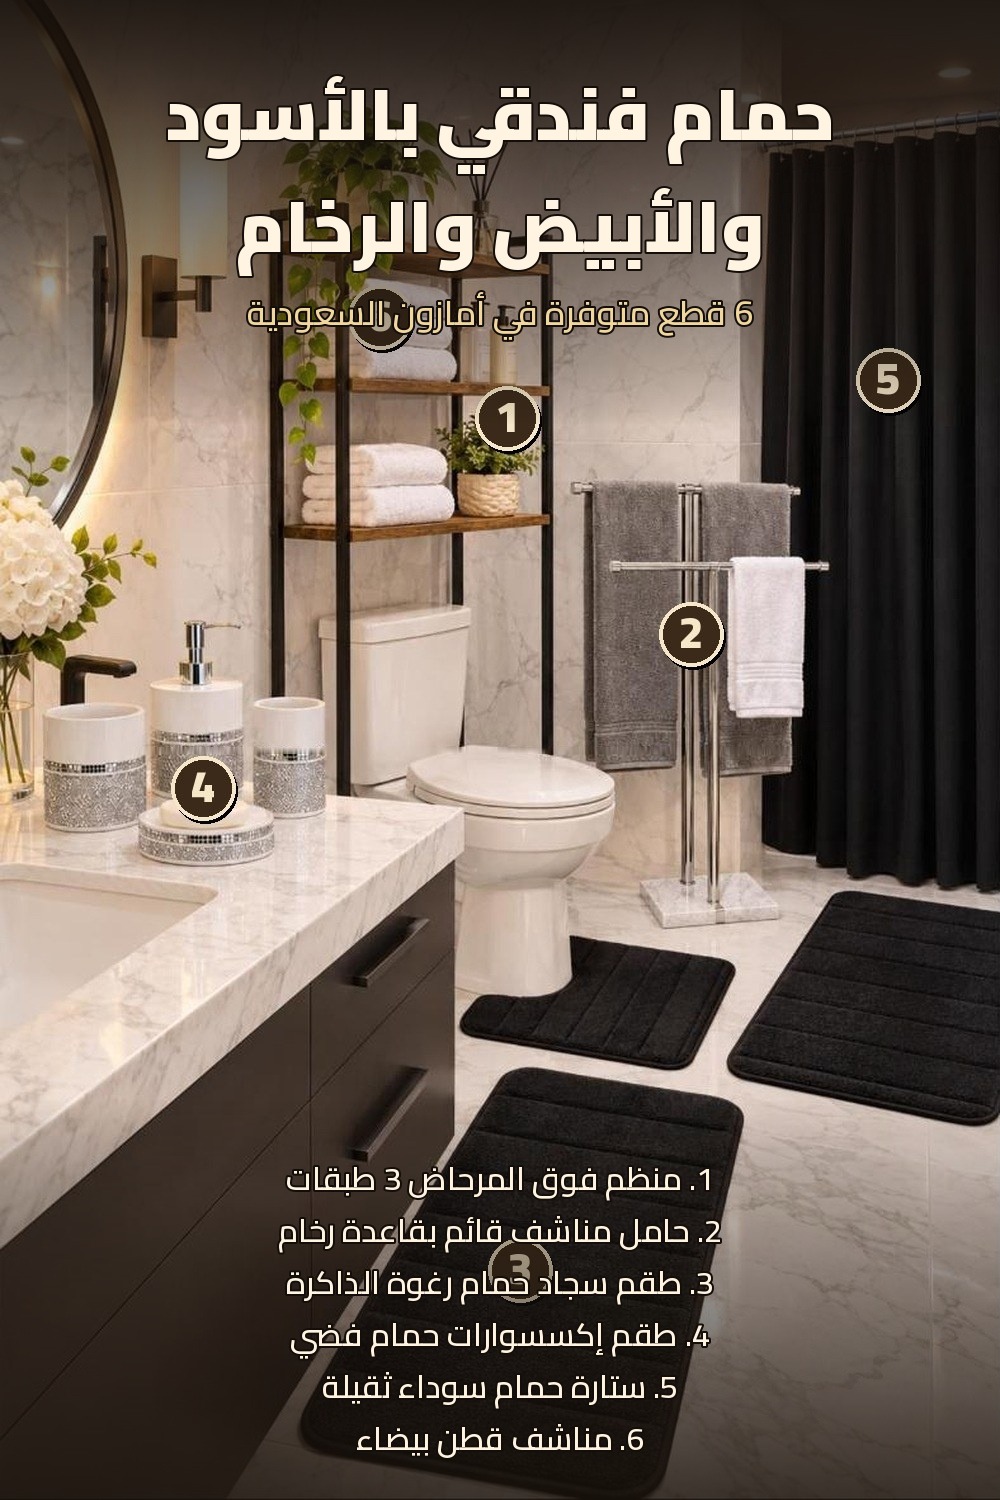 حمام فندقي بالأسود
والأبيض والرخام
6 قطع متوفرة في أمازون السعودية
6
1
5
2
4
1. منظم فوق المرحاض 3 طبقات
2. حامل مناشف قائم بقاعدة رخام
3
3. طقم سجاد حمام رغوة الذاكرة
4. طقم إكسسوارات حمام فضي
5. ستارة حمام سوداء ثقيلة
6. مناشف قطن بيضاء